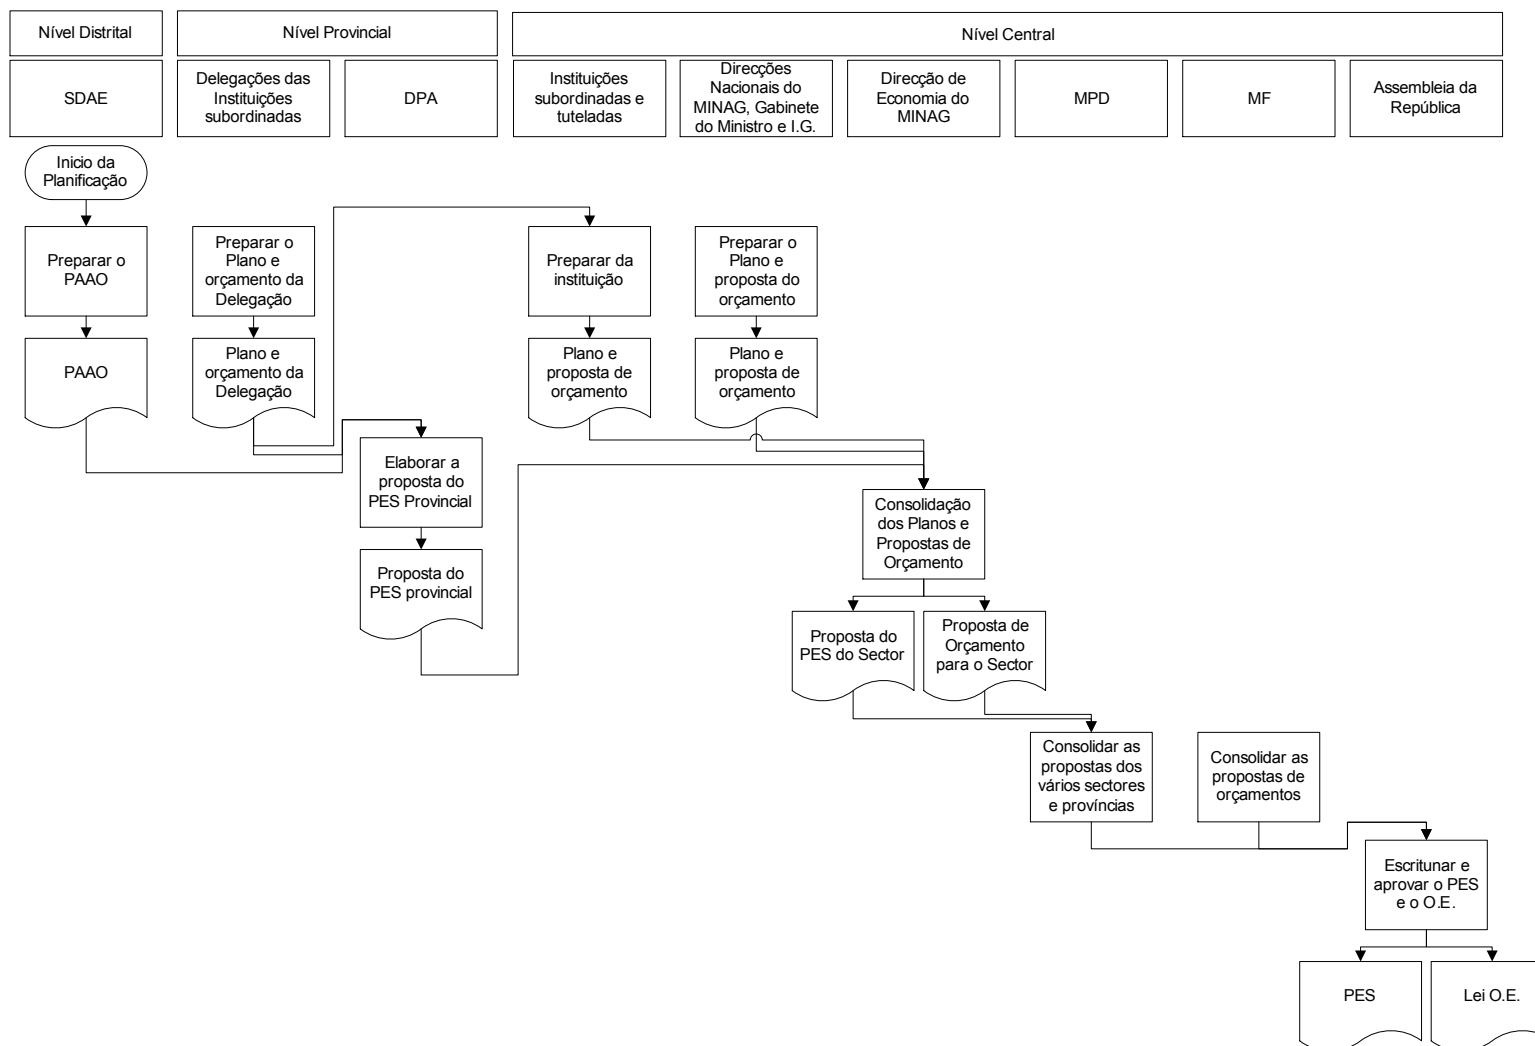 Nível Distrital
Nível Provincial
Nível Central
SDAE
Delegações das
Instituições
subordinadas
DPA
Instituições
subordinadas e
tuteladas
Direcções
Nacionais do
MINAG, Gabinete
do Ministro e I.G.
Direcção de
Economia do
MINAG
MPD
MF
Assembleia da
República
Inicio da
Planificação
Preparar o
PAAO
Preparar o
Plano e
orçamento da
Delegação
Preparar da
instituição
Preparar o
Plano e
proposta do
orçamento
PAAO
Plano e
orçamento da
Delegação
Plano e
proposta de
orçamento
Plano e
proposta de
orçamento
Elaborar a
proposta do
PES Provincial
Consolidação
dos Planos e
Propostas de
Orçamento
Proposta do
PES provincial
Proposta do
PES do Sector
Proposta de
Orçamento
para o Sector
Consolidar as
propostas dos
vários sectores
e províncias
Consolidar as
propostas de
orçamentos
Escritunar e
aprovar o PES
e o O.E.
PES
Lei O.E.